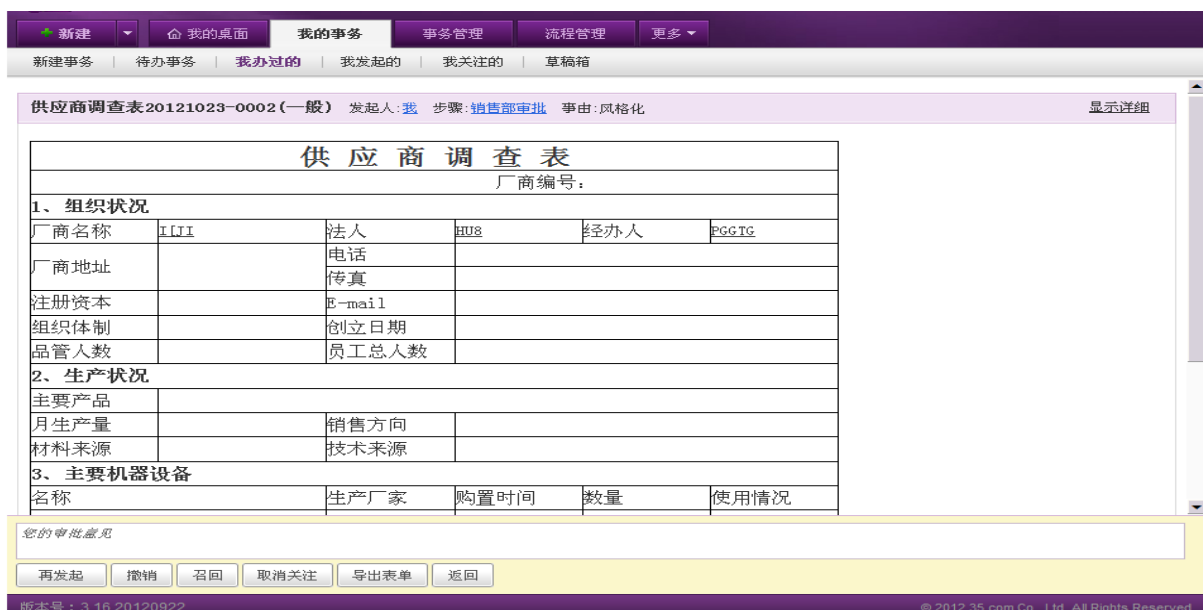 新建 我的桌面 我的事务 事务管理 流程管理 更多
新建事务 | 待办事务 | 我办过的 | 我发起的 | 我关注的 | 草稿箱
供应商调查表20121023-0002(一般) 发起人:我 步骤:销售部审批 事由:风格化 显示详细
供 应 商 调 查 表
厂商编号:
1、组织状况
厂商名称 I[JI 法人 HU8 经办人 PGGTG
厂商地址 电话
传真
注册资本 E-mail
组织体制 创立日期
品管人数 员工总人数
2、生产状况
主要产品
月生产量 销售方向
材料来源 技术来源
3、主要机器设备
名称 生产厂家 购置时间 数量 使用情况
您的审批意见
再发起 撤销 召回 取消关注 导出表单 返回
版本号:3.16.20120922 © 2012 35.com Co., Ltd. All Rights Reserved